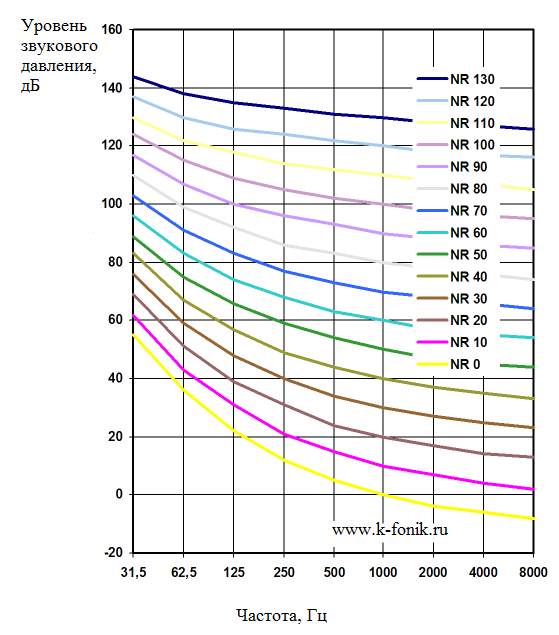 Уровень
звукового
давления,
дБ
160
140
120
100
80
60
40
20
0
-20
NR 130
NR 120
NR 110
NR 100
NR 90
NR 80
NR 70
NR 60
NR 50
NR 40
NR 30
NR 20
NR 10
NR 0
www.k-fonik.ru
31,5 62,5 125 250 500 1000 2000 4000 8000
Частота, Гц